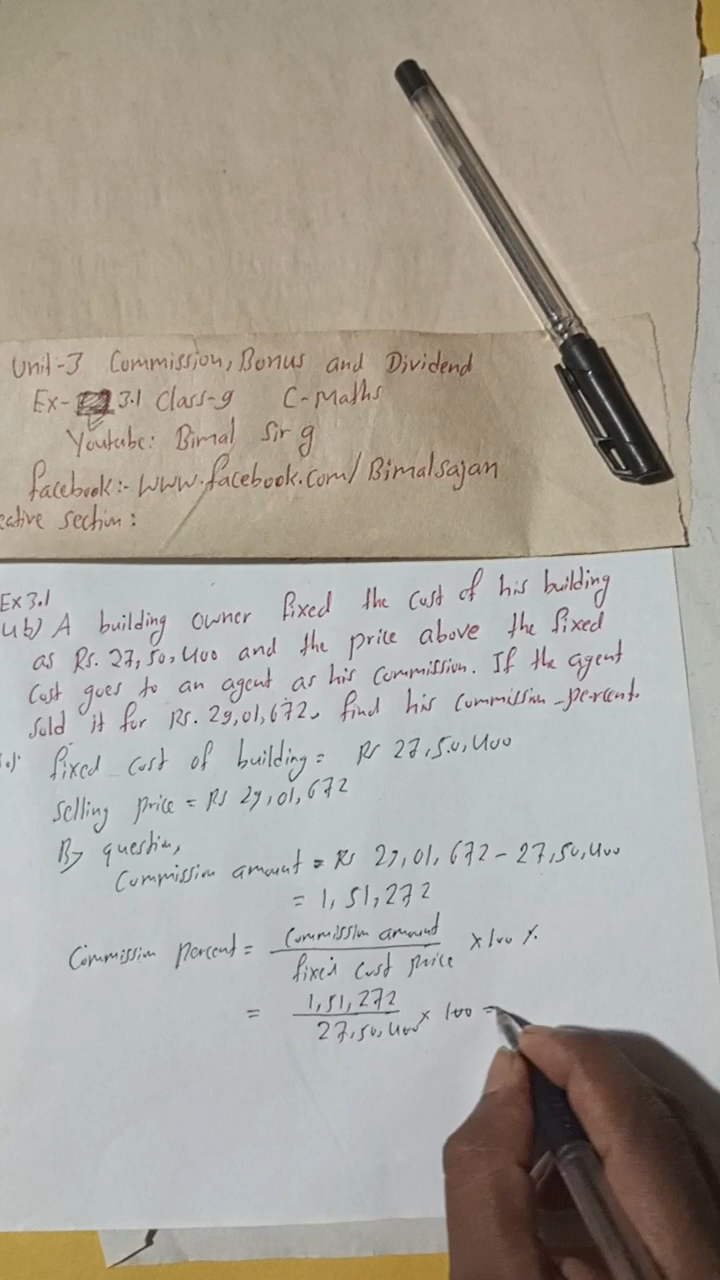 Unit-3 Commission, Bonus and Dividend
Ex- 3.1 Class-9 C-Maths
Youtube: Bimal Sir g
facebook:- www.facebook.com/Bimalsajan
eative section:
Ex 3.1
4b) A building owner fixed the cost of his building
as Rs. 27,50,400 and the price above the fixed
cost goes to an agent as his commission. If the agent
sold it for Rs. 29,01,672, find his commission percent.
fixed cost of building = Rs 27,50,400
selling price = Rs 29,01,672
By question,
Commission amount = Rs 29,01,672 - 27,50,400
= 1,51,272
Commission percent = Commission amount / fixed cost price × 100 %
= 1,51,272 / 27,50,400 × 100 =